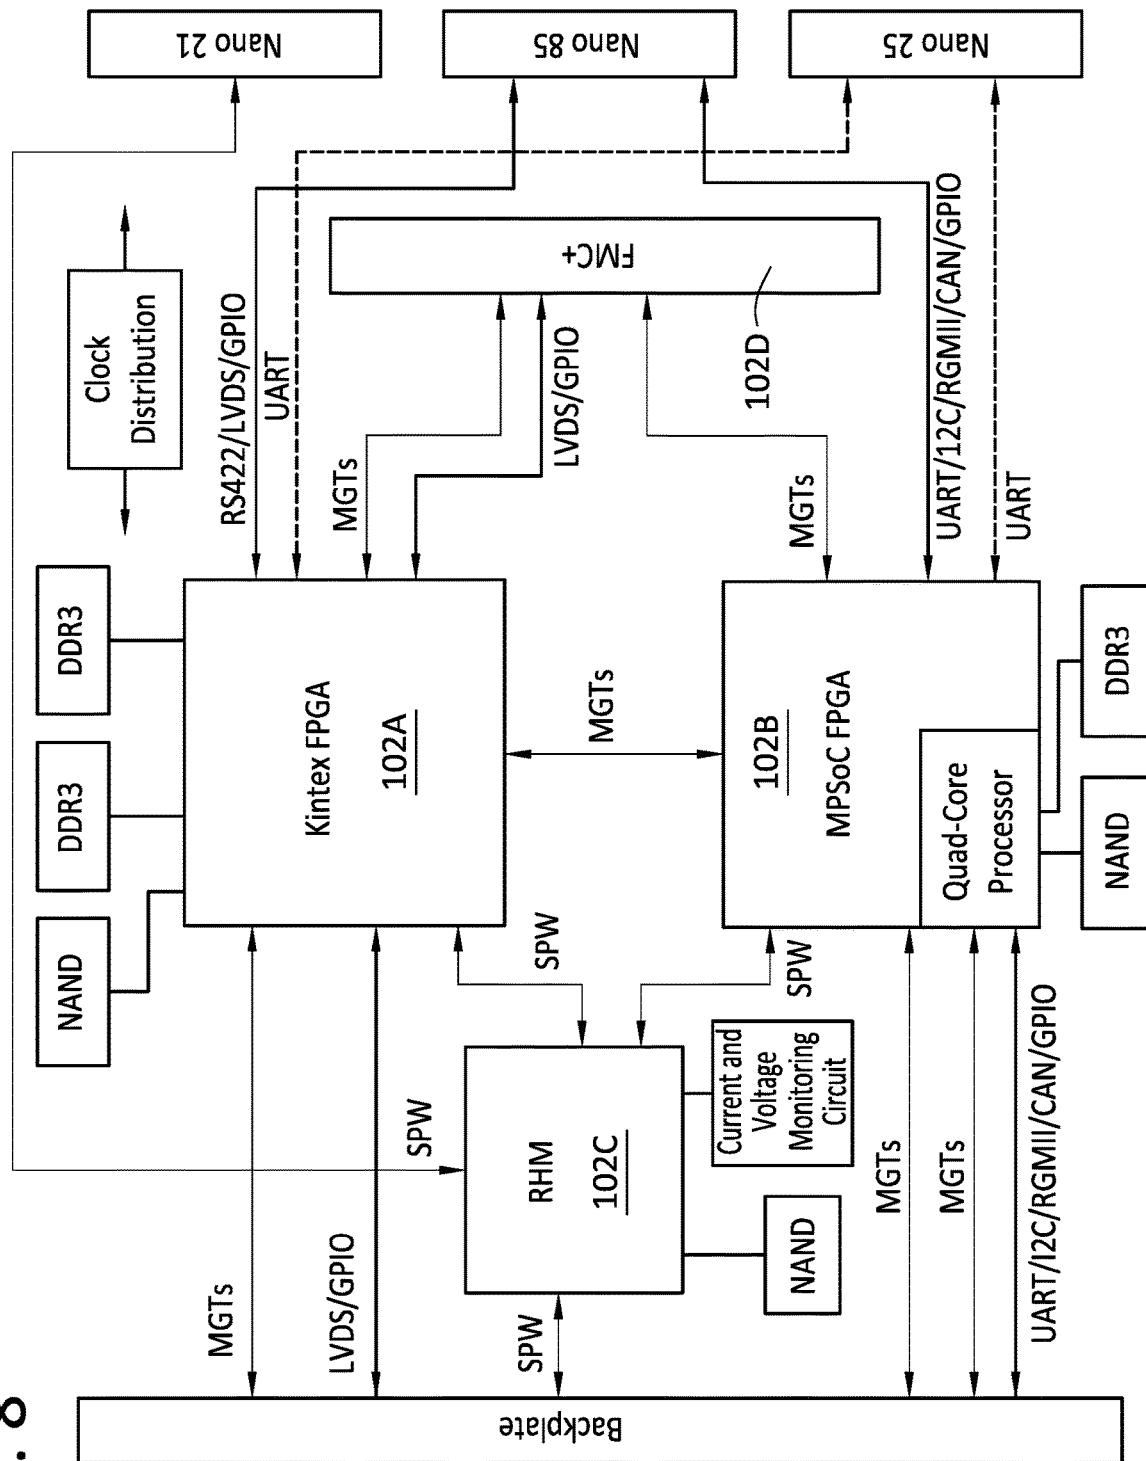 Nano 21
Nano 85
Nano 25
Clock
Distribution
RS422/LVDS/GPIO
UART
FMC+
102D
MGTs
LVDS/GPIO
MGTs
UART/12C/RGMII/CAN/GPIO
UART
DDR3
DDR3
NAND
Kintex FPGA
102A
MGTs
102B
MPSoC FPGA
Quad-Core
Processor
DDR3
NAND
SPW
SPW
SPW
RHM
102C
Current and
Voltage
Monitoring
Circuit
NAND
MGTs
LVDS/GPIO
SPW
MGTs
MGTs
UART/I2C/RGMII/CAN/GPIO
Backplate
. 8